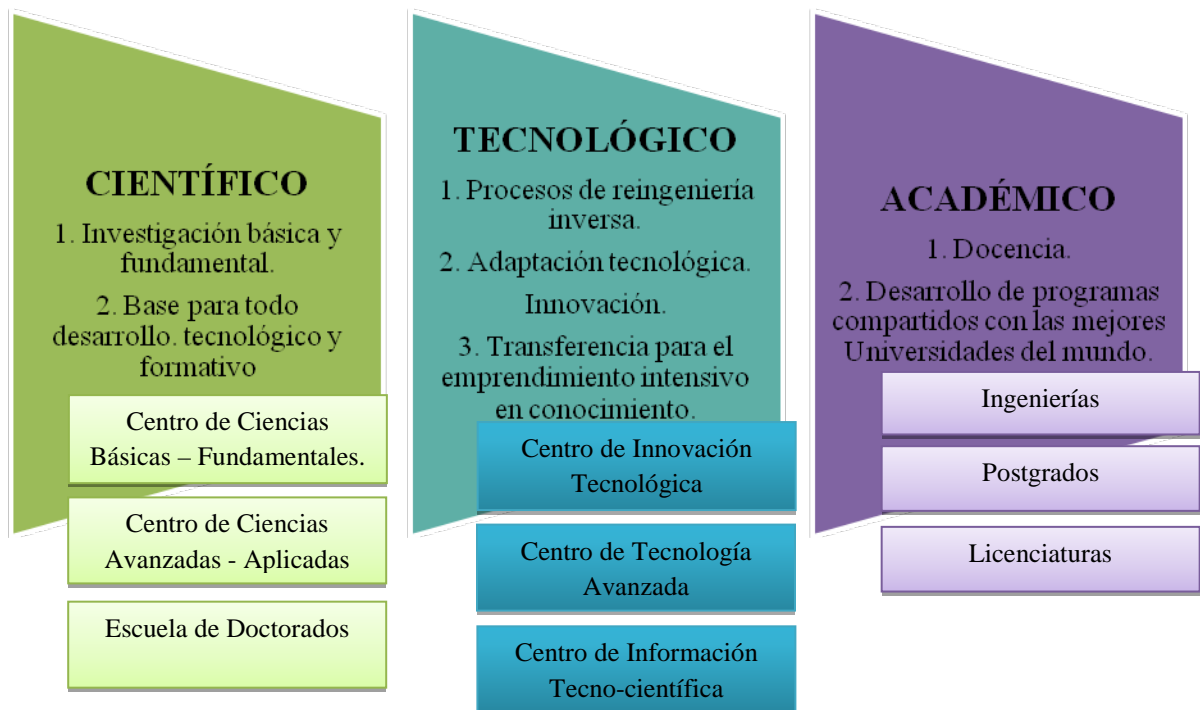 CIENTÍFICO
1. Investigación básica y
fundamental.
2. Base para todo
desarrollo. tecnológico y
formativo
Centro de Ciencias
Básicas – Fundamentales.
Centro de Ciencias
Avanzadas - Aplicadas
Escuela de Doctorados
TECNOLÓGICO
1. Procesos de reingeniería
inversa.
2. Adaptación tecnológica.
Innovación.
3. Transferencia para el
emprendimiento intensivo
en conocimiento.
Centro de Innovación
Tecnológica
Centro de Tecnología
Avanzada
Centro de Información
Tecno-científica
ACADÉMICO
1. Docencia.
2. Desarrollo de programas
compartidos con las mejores
Universidades del mundo.
Ingenierías
Postgrados
Licenciaturas